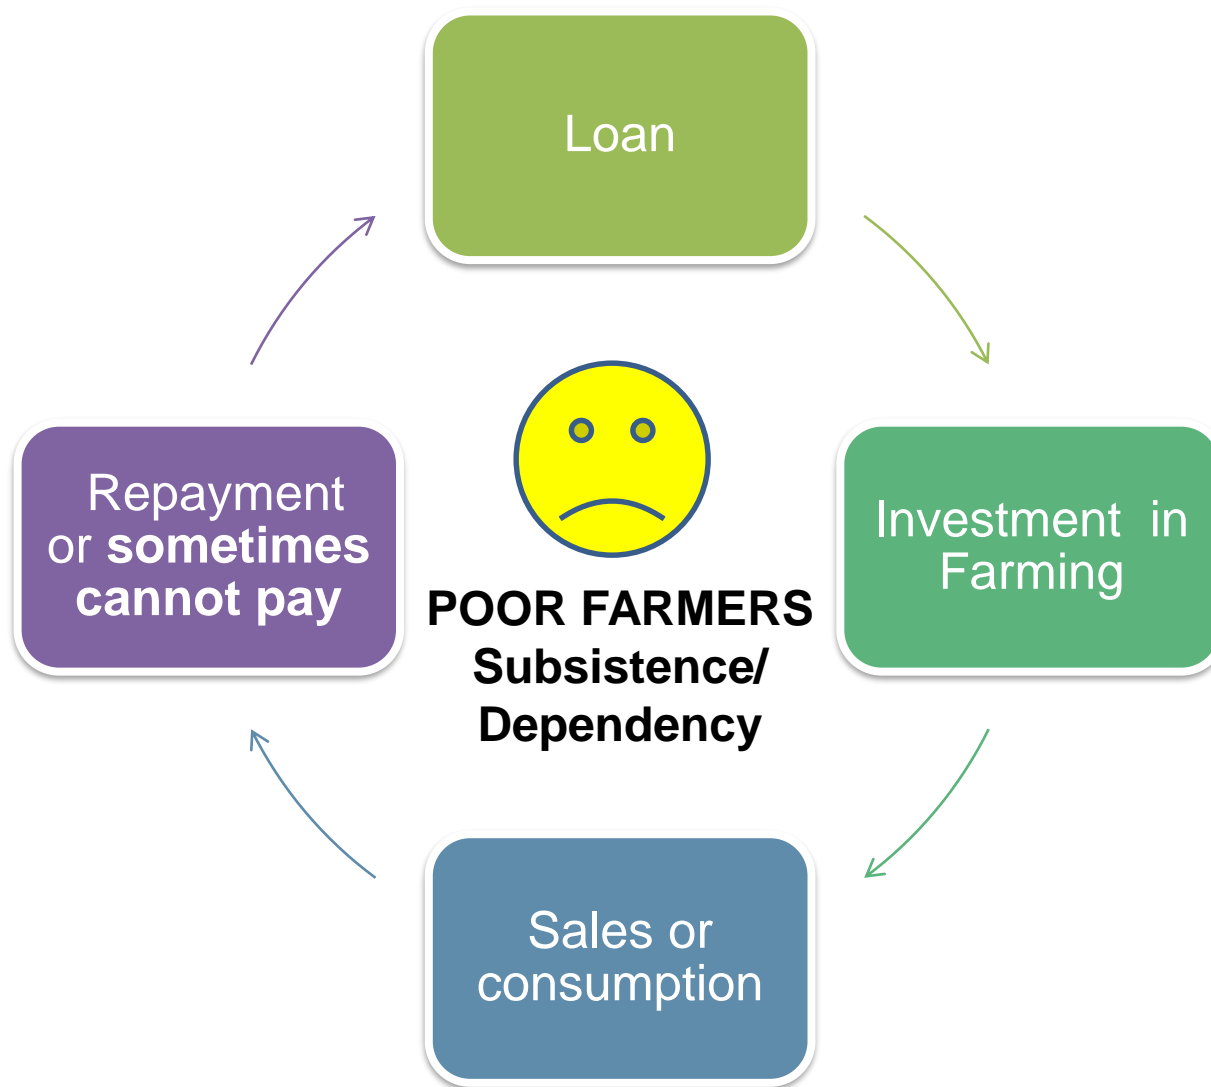 Loan
Investment in
Farming
Sales or
consumption
Repayment
or sometimes
cannot pay
POOR FARMERS
Subsistence/
Dependency